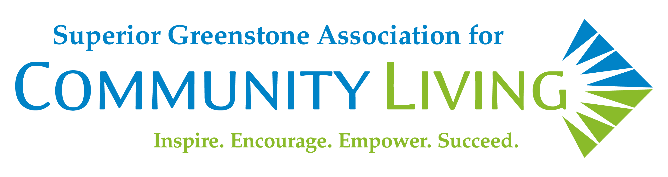 Superior Greenstone Association for
COMMUNITY LIVING
Inspire. Encourage. Empower. Succeed.